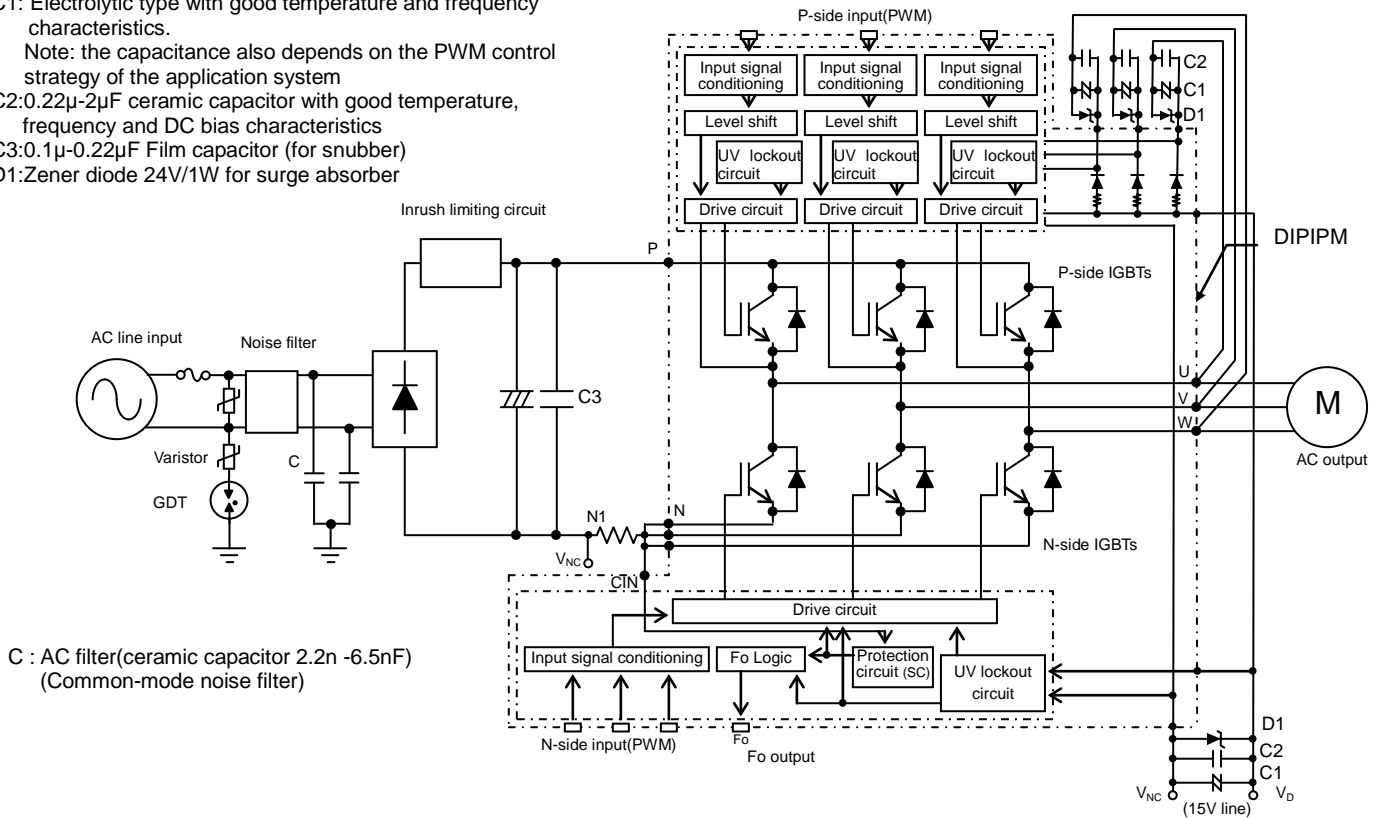 C1: Electrolytic type with good temperature and frequency
characteristics.
Note: the capacitance also depends on the PWM control
strategy of the application system
C2:0.22µ-2µF ceramic capacitor with good temperature,
frequency and DC bias characteristics
C3:0.1µ-0.22µF Film capacitor (for snubber)
D1:Zener diode 24V/1W for surge absorber
P-side input(PWM)
Input signal
conditioning
Input signal
conditioning
Input signal
conditioning
Level shift
Level shift
Level shift
UV lockout
circuit
UV lockout
circuit
UV lockout
circuit
Drive circuit
Drive circuit
Drive circuit
C2
C1
D1
DIPIPM
Inrush limiting circuit
P
P-side IGBTs
AC line input
Noise filter
C3
U
V
W
M
AC output
Varistor
C
GDT
N1
N
VNC
CIN
N-side IGBTs
Drive circuit
Input signal conditioning
Fo Logic
Protection
circuit (SC)
UV lockout
circuit
N-side input(PWM)
Fo
Fo output
C : AC filter(ceramic capacitor 2.2n -6.5nF)
(Common-mode noise filter)
D1
C2
C1
VNC
VD
(15V line)